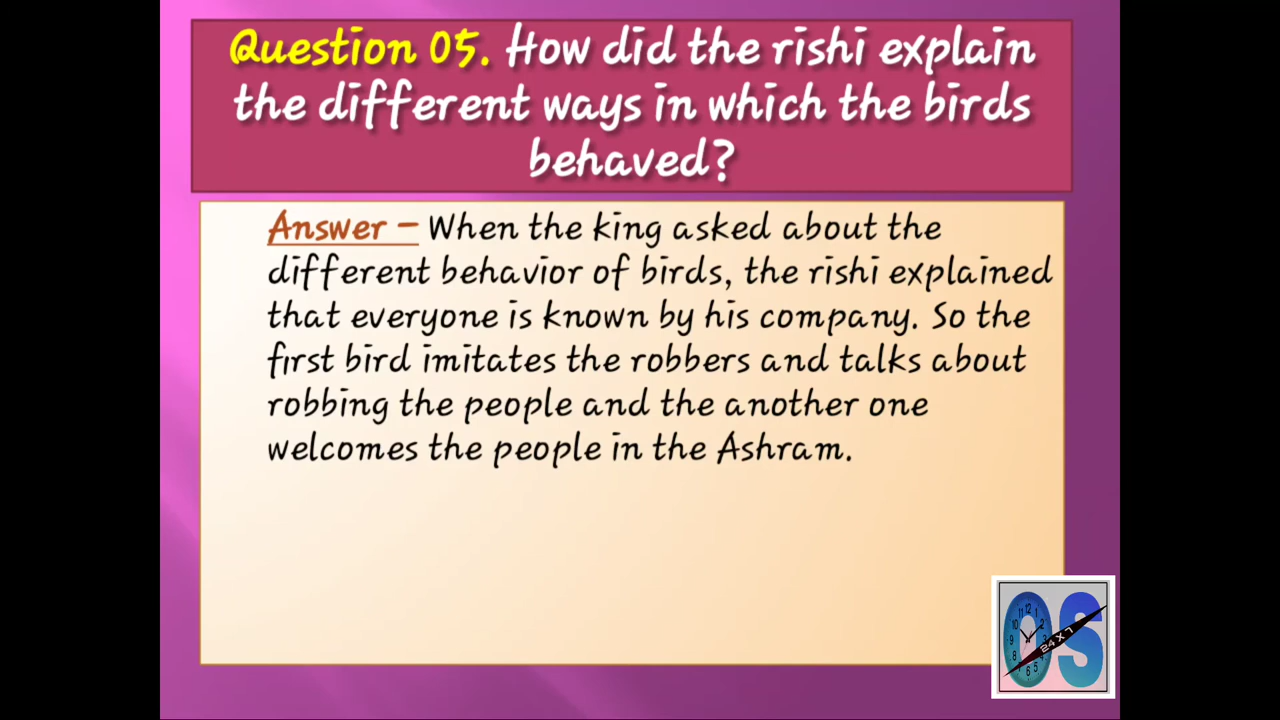 Question 05. How did the rishi explain
the different ways in which the birds
behaved?
Answer – When the king asked about the
different behavior of birds, the rishi explained
that everyone is known by his company. So the
first bird imitates the robbers and talks about
robbing the people and the another one
welcomes the people in the Ashram.
OS
24 X 7